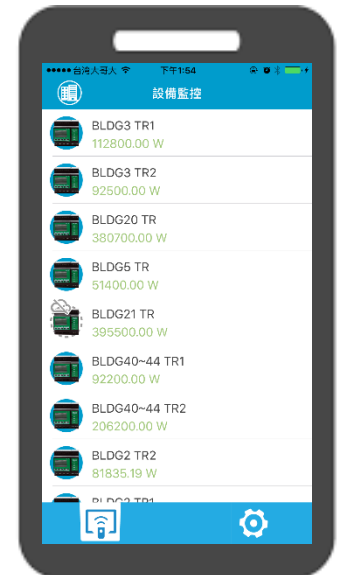 台灣大哥大 下午1:54
設備監控
BLDG3 TR1
112800.00 W
BLDG3 TR2
92500.00 W
BLDG20 TR
380700.00 W
BLDG5 TR
51400.00 W
BLDG21 TR
395500.00 W
BLDG40~44 TR1
92200.00 W
BLDG40~44 TR2
206200.00 W
BLDG2 TR2
81835.19 W
BLDG2 TR1